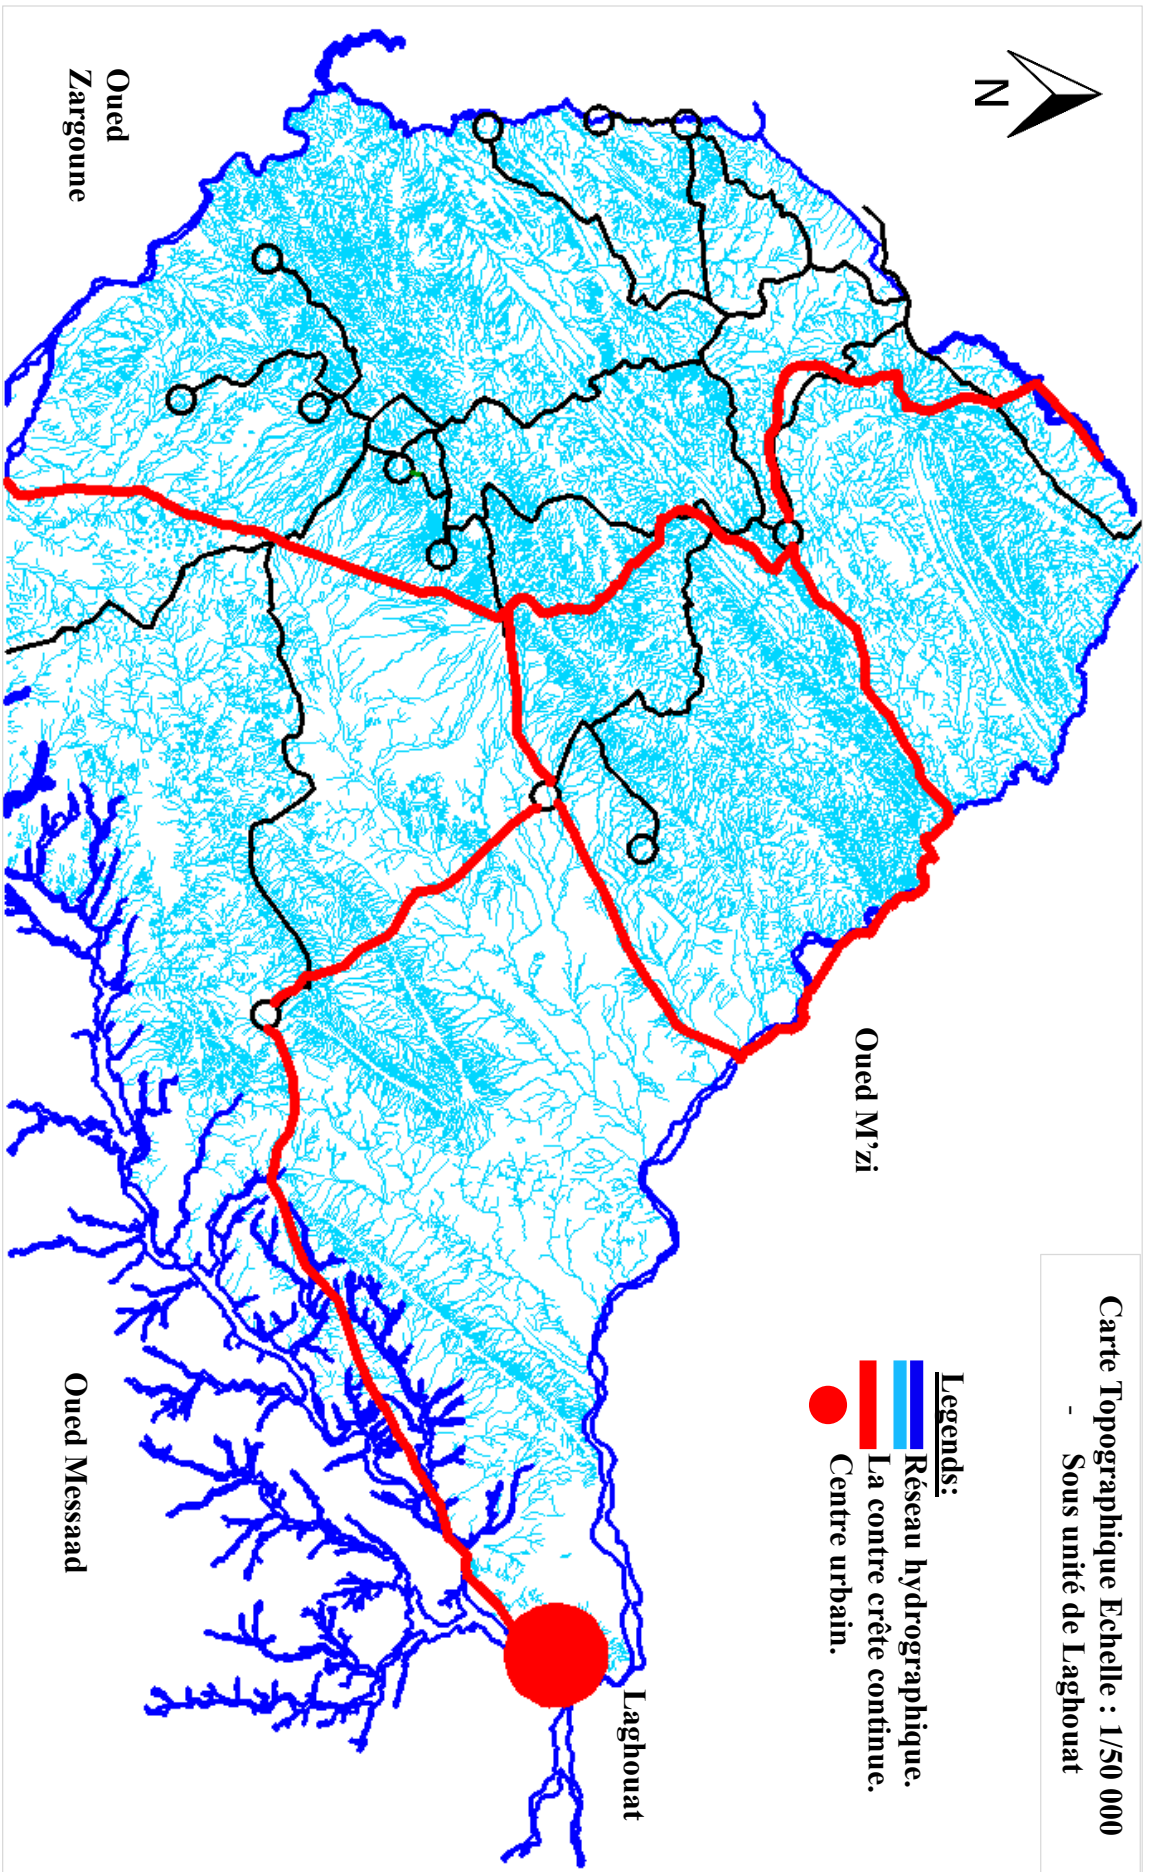 Carte Topographique Echelle : 1/50 000
- Sous unité de Laghouat
Legends:
Réseau hydrographique.
La contre crête continue.
Centre urbain.
N
Oued M’zi
Laghouat
Oued
Zargoune
Oued Messaad